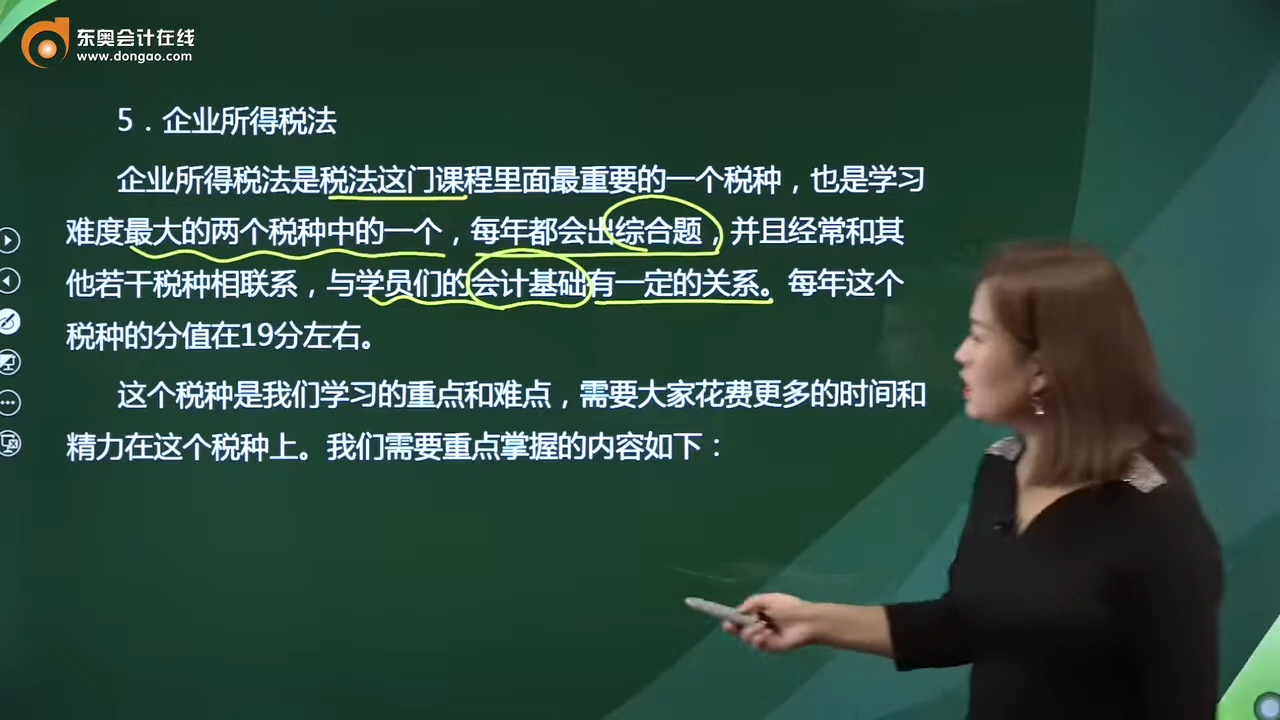 东奥会计在线
www.dongao.com
5．企业所得税法
企业所得税法是税法这门课程里面最重要的一个税种，也是学习
难度最大的两个税种中的一个，每年都会出综合题，并且经常和其
他若干税种相联系，与学员们的会计基础有一定的关系。每年这个
税种的分值在19分左右。
这个税种是我们学习的重点和难点，需要大家花费更多的时间和
精力在这个税种上。我们需要重点掌握的内容如下：